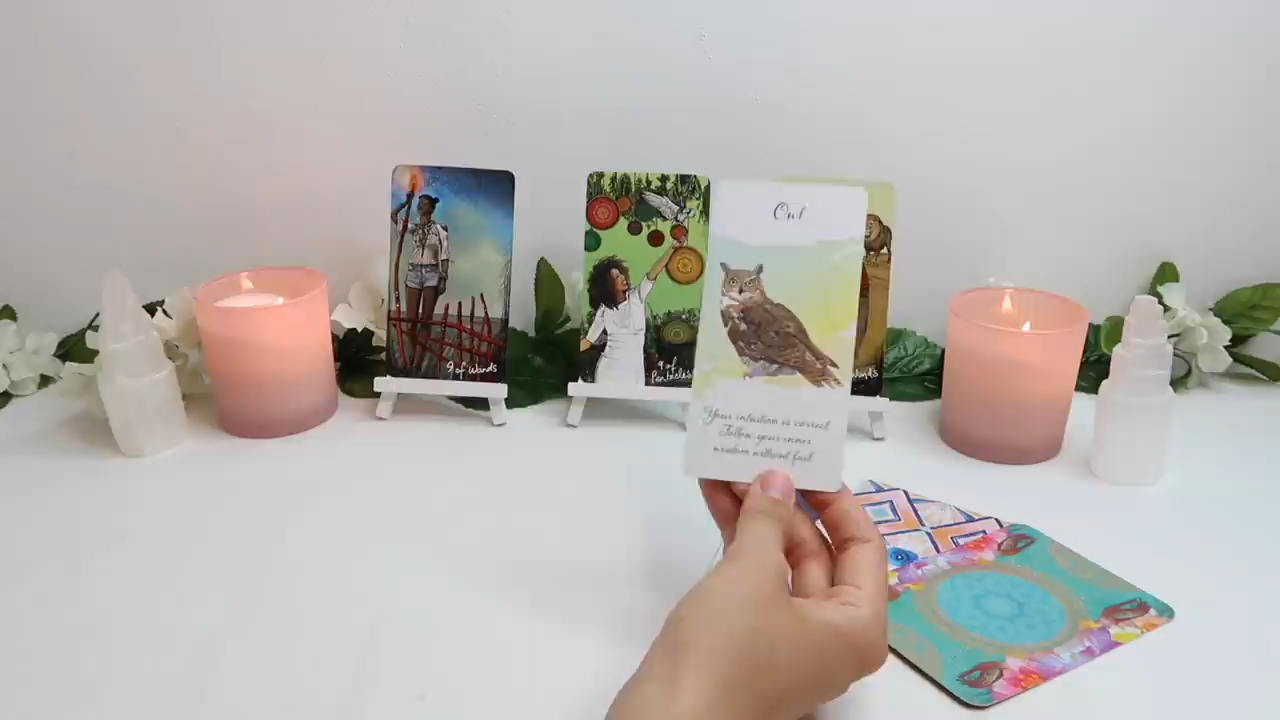 9 of Wands
9 of
Pentacles
Owl
Your intuition is correct
Follow your inner
wisdom without fail